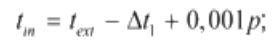 t_in = t_ext − Δt_1 + 0,001p;